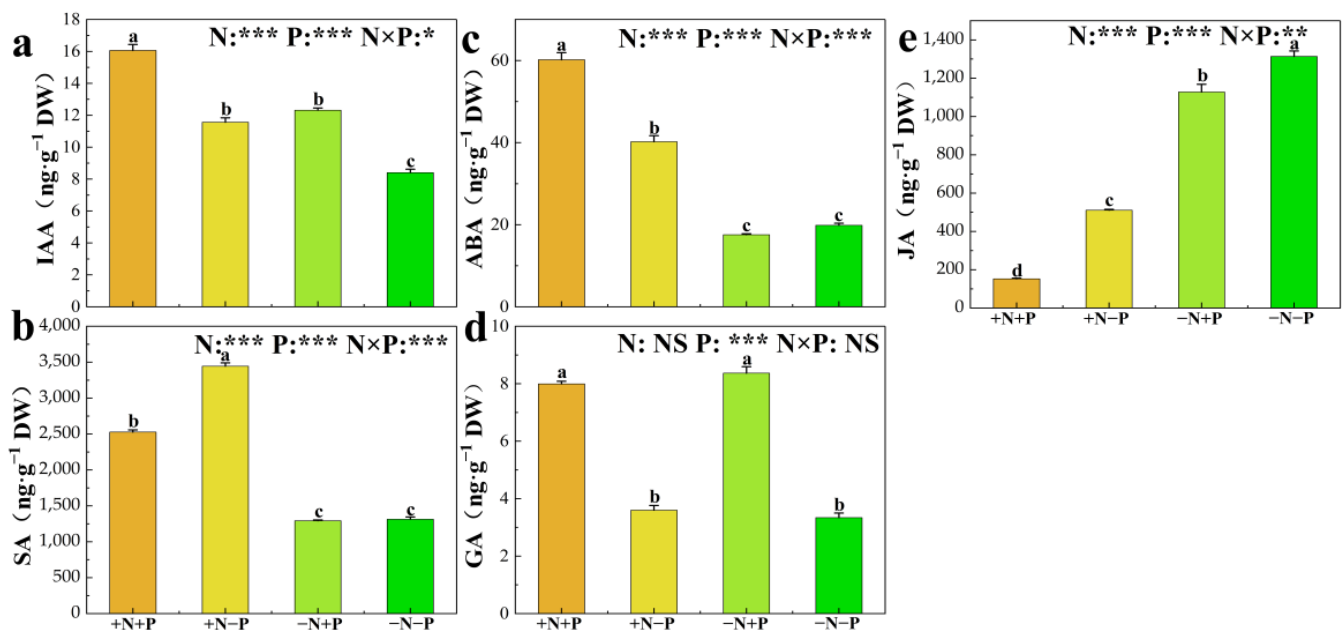 a
N:*** P:*** N×P:*
IAA（ng·g⁻¹ DW）
16
14
12
10
8
6
4
2
0
18
a
b
b
c
b
N:*** P:*** N×P:***
SA（ng·g⁻¹ DW）
4,000
3,500
3,000
2,500
2,000
1,500
1,000
500
0
b
a
c
c
+N+P
+N−P
−N+P
−N−P
c
N:*** P:*** N×P:***
ABA（ng·g⁻¹ DW）
60
40
20
0
a
b
c
c
d
N: NS P: *** N×P: NS
GA（ng·g⁻¹ DW）
10
8
6
4
2
0
a
b
a
b
+N+P
+N−P
−N+P
−N−P
e
N:*** P:*** N×P:**
JA（ng·g⁻¹ DW）
1,400
1,200
1,000
800
600
400
200
0
d
c
b
a
+N+P
+N−P
−N+P
−N−P